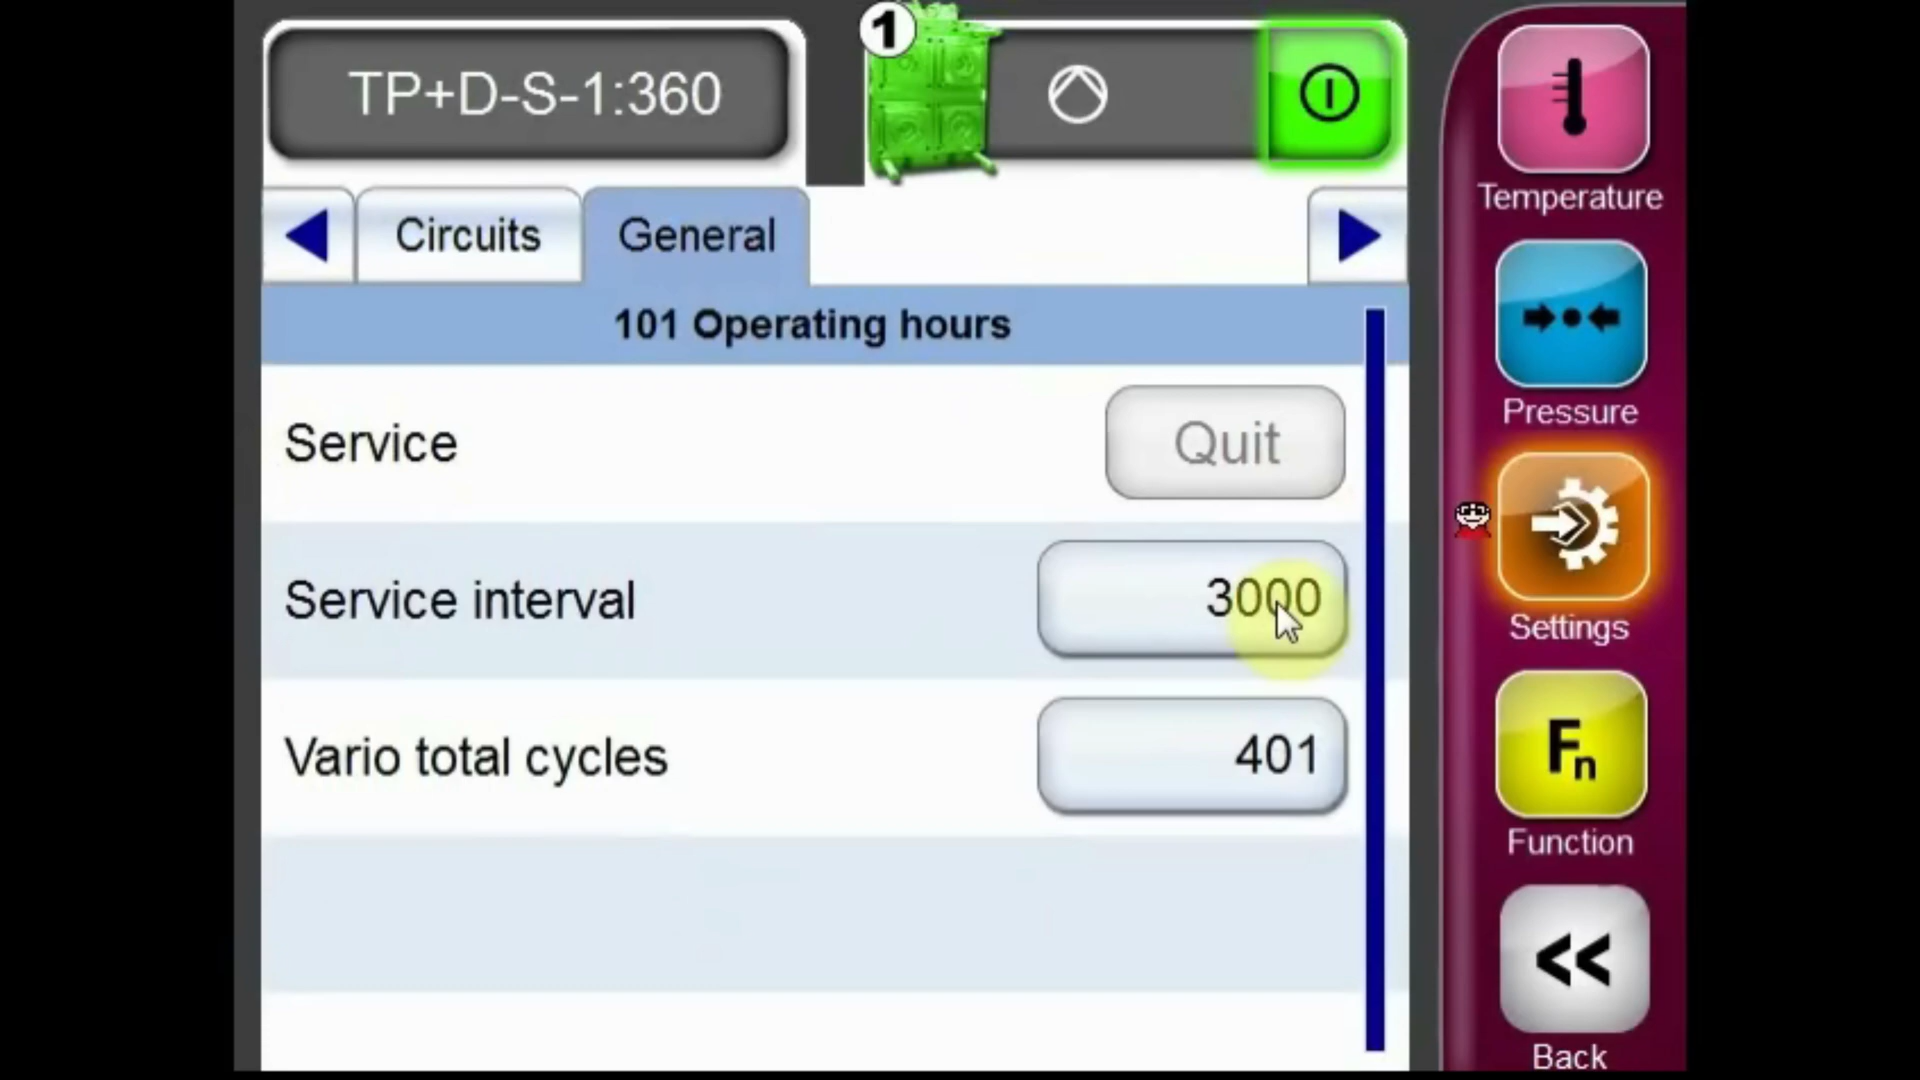 TP+D-S-1:360
1
Temperature
Circuits
General
101 Operating hours
Service
Quit
Pressure
Service interval
3000
Settings
Vario total cycles
401
Fn
Function
<<
Back